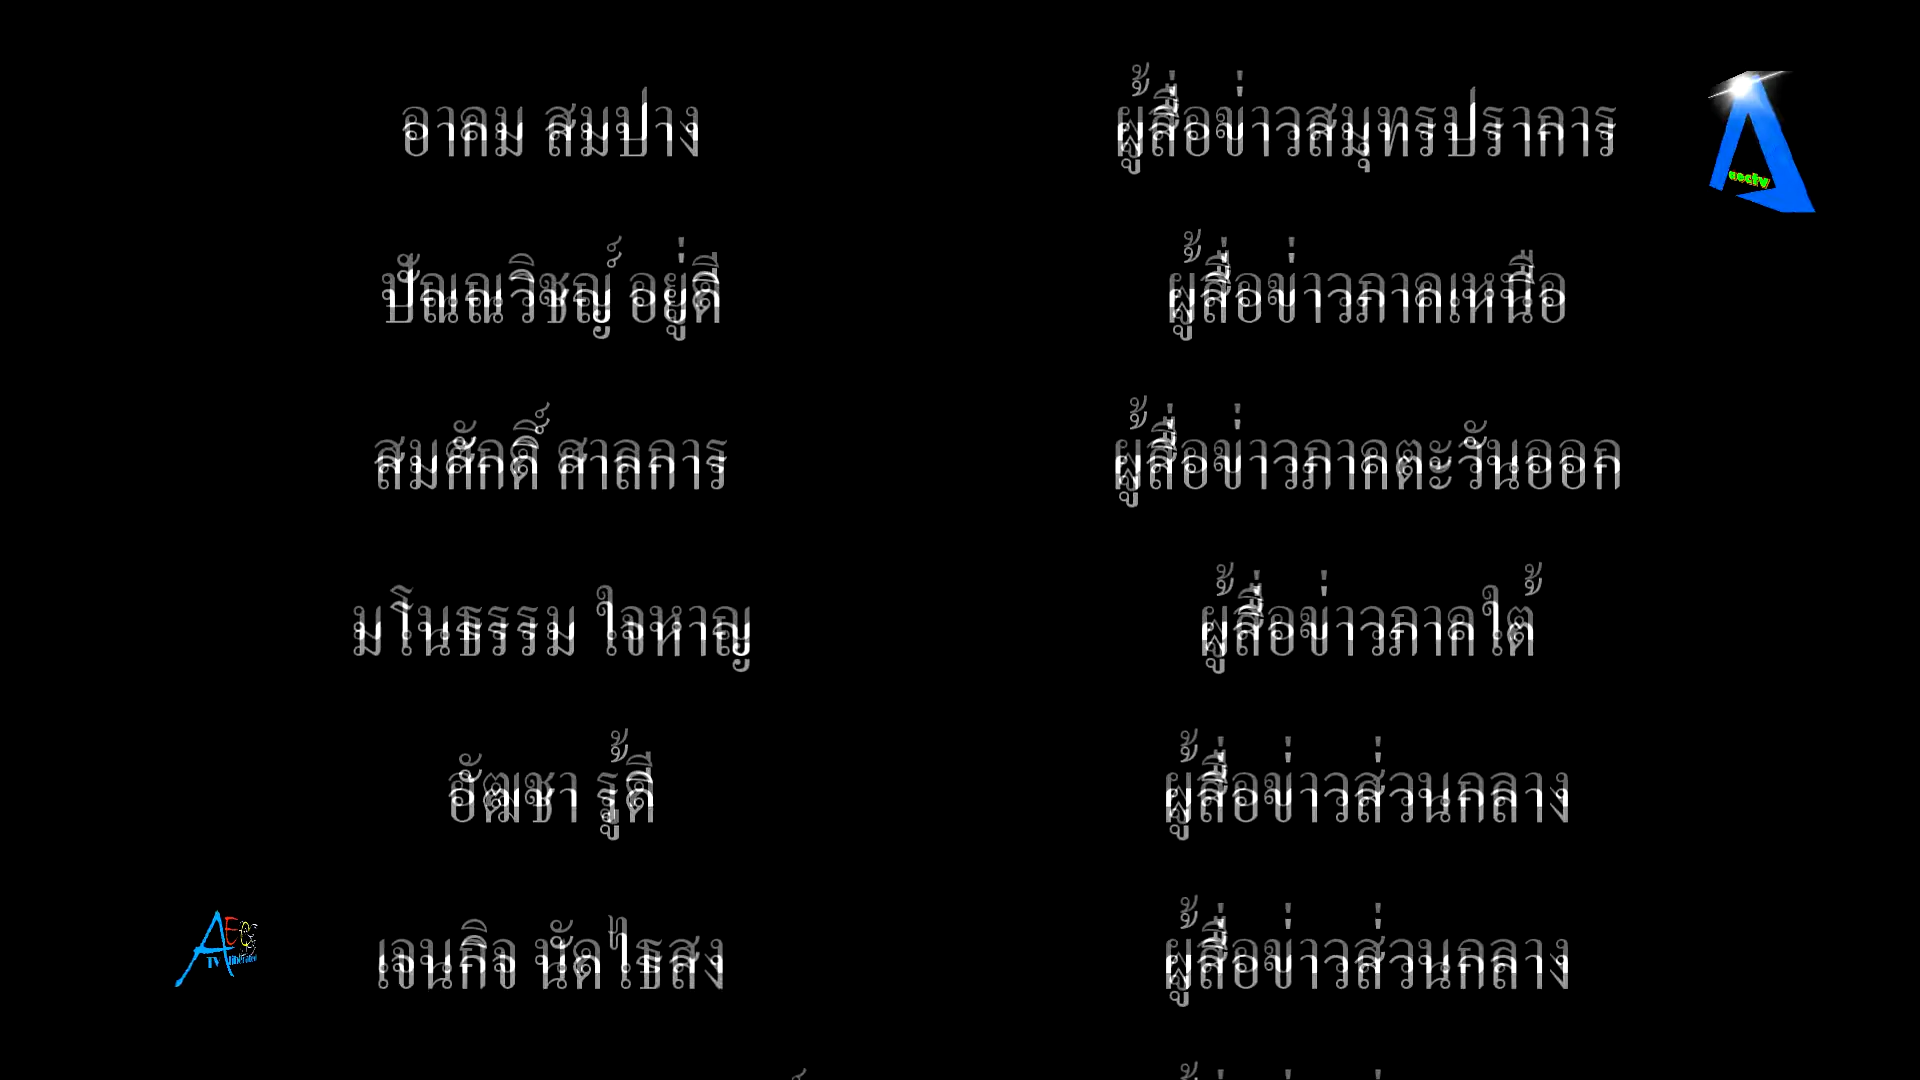 อาคม สมปาง
ผู้สื่อข่าวสมุทรปราการ
aectv
ปัณณวิชญ์ อยู่ดี
ผู้สื่อข่าวภาคเหนือ
สมศักดิ์ ศาลการ
ผู้สื่อข่าวภาคตะวันออก
มโนธรรม ใจหาญ
ผู้สื่อข่าวภาคใต้
อัฒชา รู้ดี
ผู้สื่อข่าวส่วนกลาง
เจนกิจ นัดไธสง
ผู้สื่อข่าวส่วนกลาง
AEC
TV